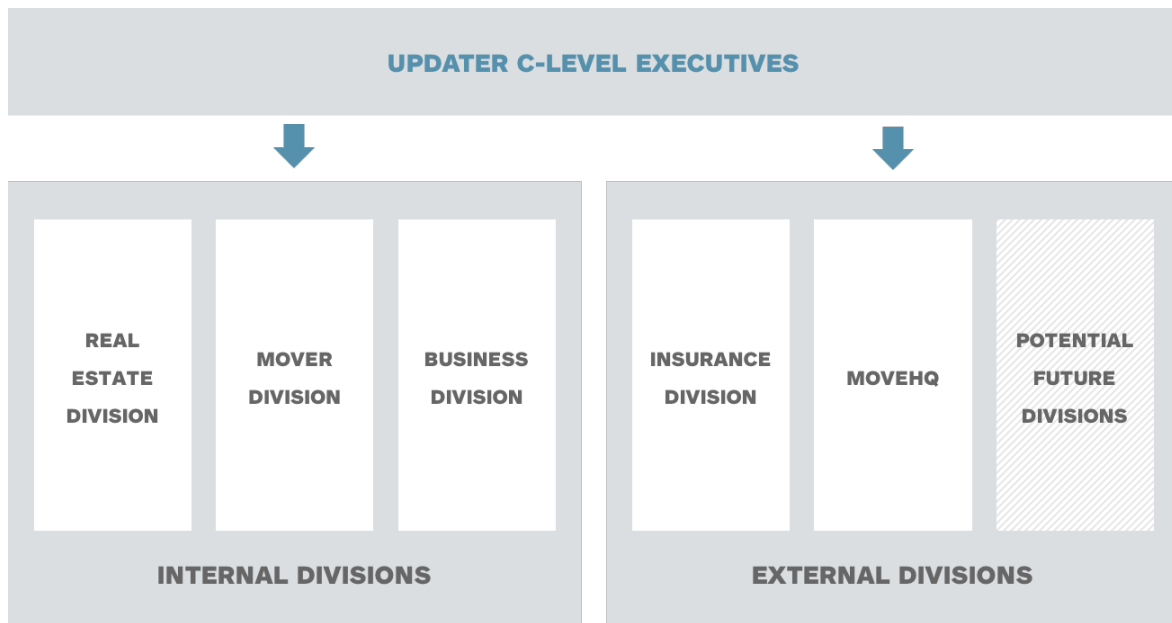 UPDATER C-LEVEL EXECUTIVES
REAL
ESTATE
DIVISION
MOVER
DIVISION
BUSINESS
DIVISION
INSURANCE
DIVISION
MOVEHQ
POTENTIAL
FUTURE
DIVISIONS
INTERNAL DIVISIONS
EXTERNAL DIVISIONS